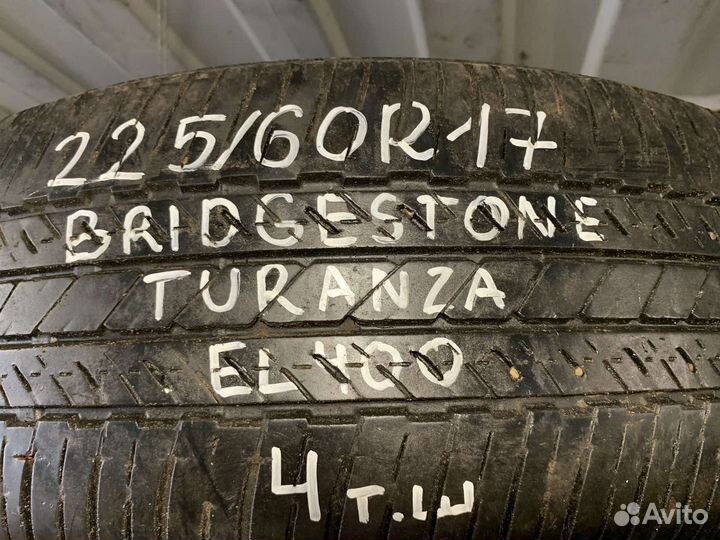 225/60R17
BRIDGESTONE
TURANZA
EL400
4 т.ш
Avito